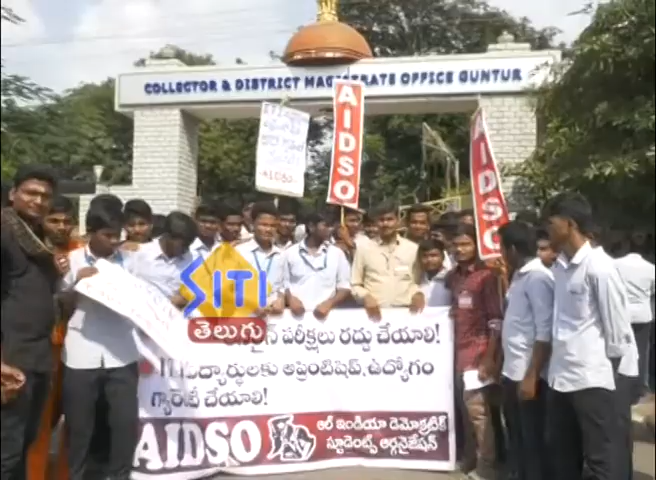 COLLECTOR & DISTRICT MAGISTRATE OFFICE GUNTUR
AIDSO
AIDSO
SITI
తెలుగు
పరీక్షలు రద్దు చేయాలి!
ITI విద్యార్థులకు అప్రెంటిషిప్, ఉద్యోగం
గ్యారెంటీ చేయాలి!
AIDSO
ఆల్ ఇండియా డెమోక్రటిక్
స్టూడెంట్స్ ఆర్గనైజేషన్